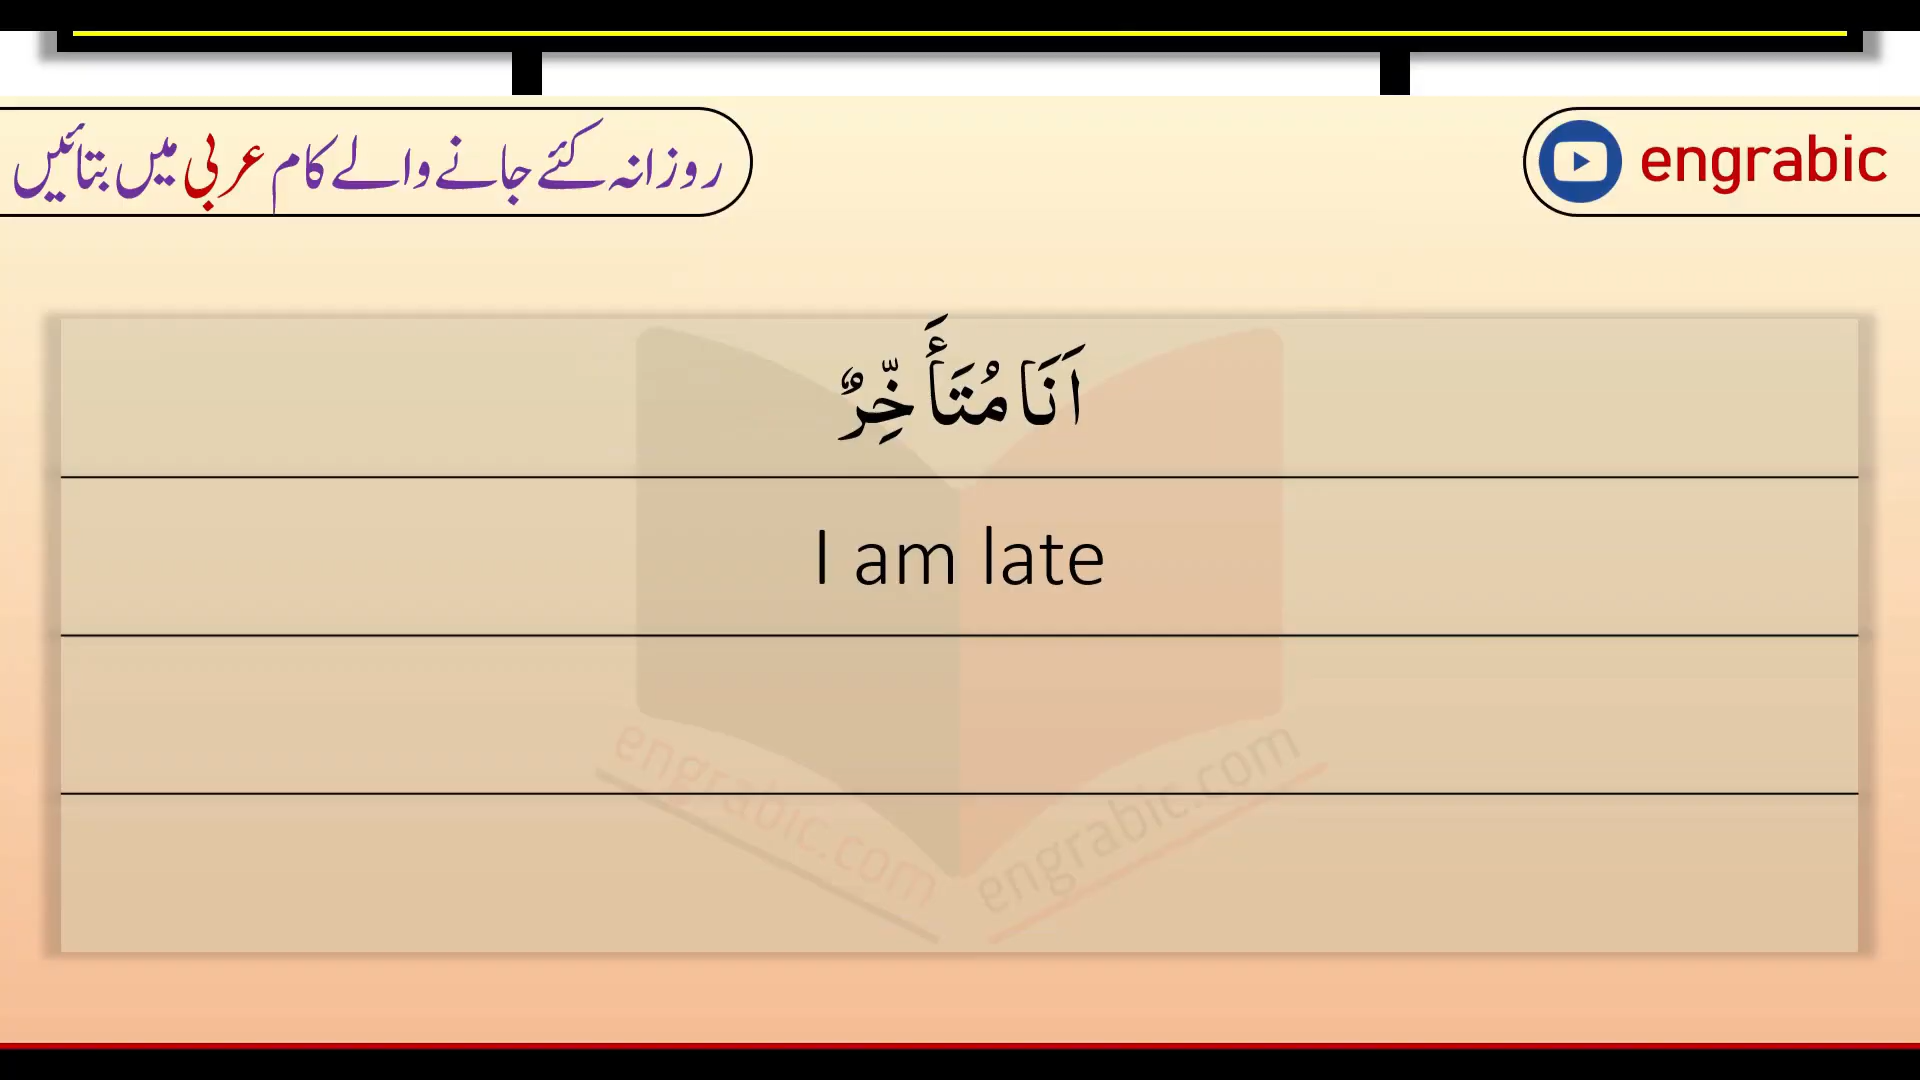 روزانہ کئے جانے والے کام عربی میں بتائیں
engrabic
اَنَا مُتَأَخِّرٌ
I am late
engrabic.com
engrabic.com